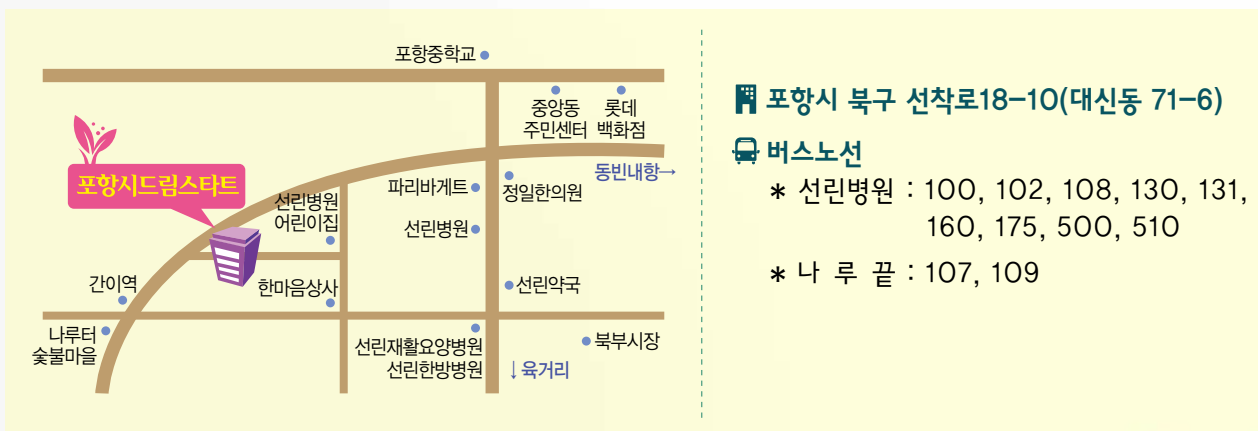 포항중학교
중앙동
주민센터
롯데
백화점
동빈내항→
포항시드림스타트
선린병원
어린이집
파리바게트
정일한의원
선린병원
간이역
한마음상사
선린약국
나루터
숯불마을
선린재활요양병원
선린한방병원
↓육거리
북부시장
포항시 북구 선착로18-10(대신동 71-6)
버스노선
* 선린병원 : 100, 102, 108, 130, 131,
160, 175, 500, 510
* 나 루 끝 : 107, 109